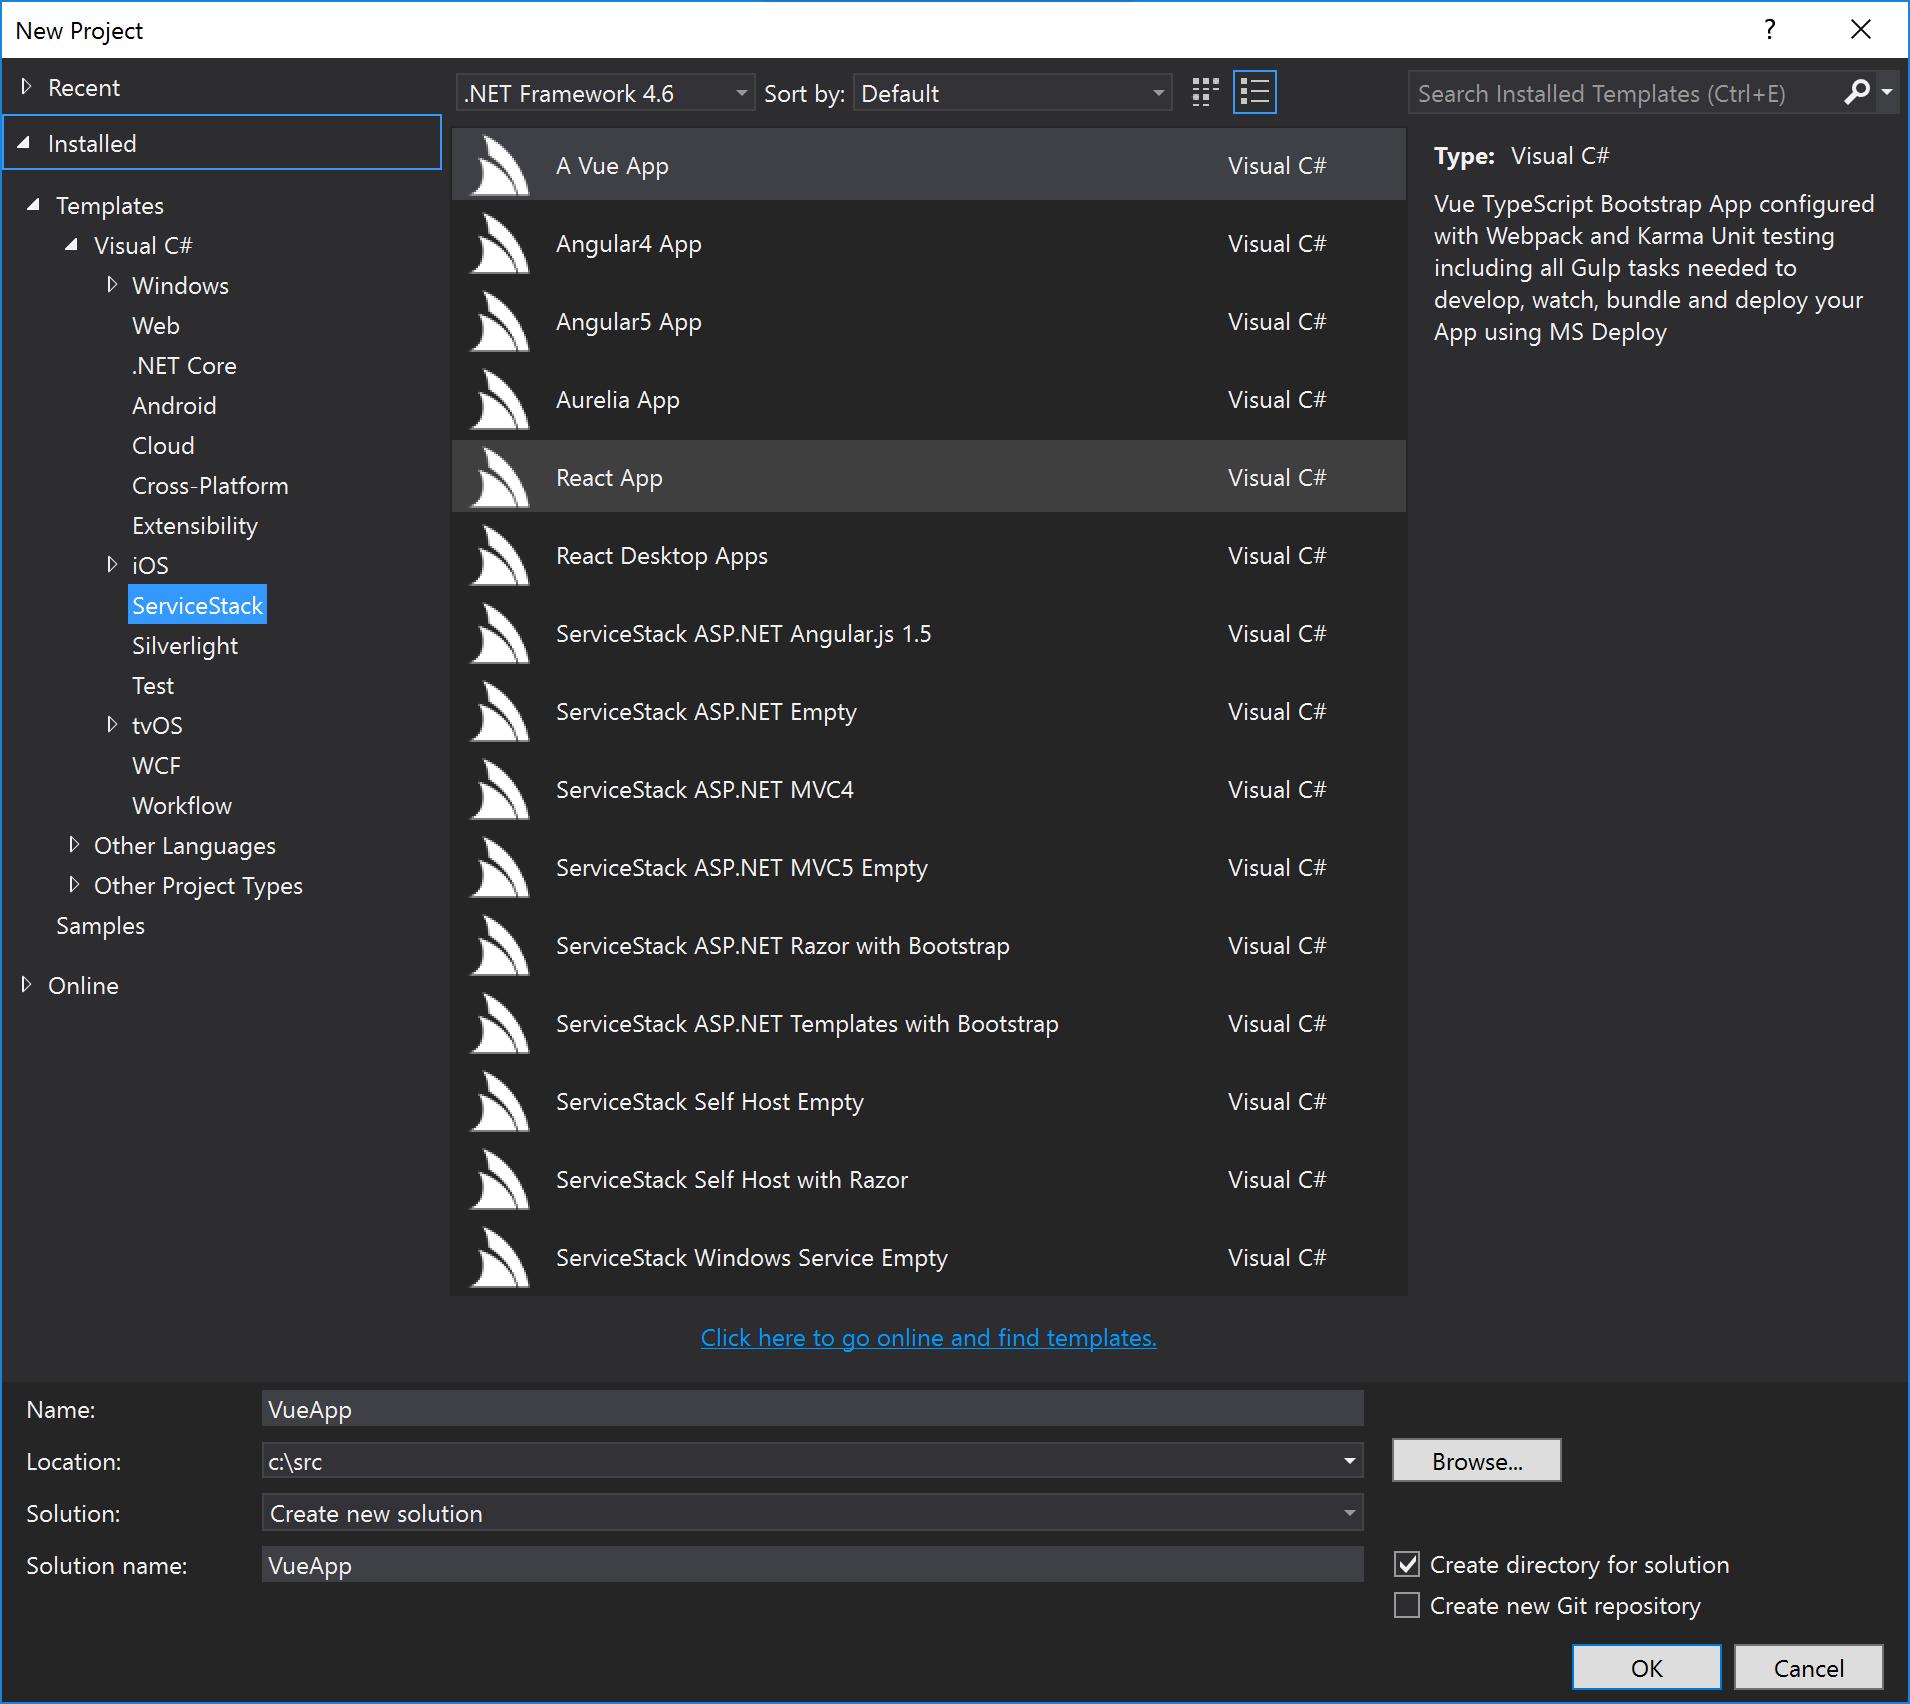 New Project
?
Recent
Installed
Templates
Visual C#
Windows
Web
.NET Core
Android
Cloud
Cross-Platform
Extensibility
iOS
ServiceStack
Silverlight
Test
tvOS
WCF
Workflow
Other Languages
Other Project Types
Samples
Online
.NET Framework 4.6
Sort by:
Default
A Vue App Visual C#
Angular4 App Visual C#
Angular5 App Visual C#
Aurelia App Visual C#
React App Visual C#
React Desktop Apps Visual C#
ServiceStack ASP.NET Angular.js 1.5 Visual C#
ServiceStack ASP.NET Empty Visual C#
ServiceStack ASP.NET MVC4 Visual C#
ServiceStack ASP.NET MVC5 Empty Visual C#
ServiceStack ASP.NET Razor with Bootstrap Visual C#
ServiceStack ASP.NET Templates with Bootstrap Visual C#
ServiceStack Self Host Empty Visual C#
ServiceStack Self Host with Razor Visual C#
ServiceStack Windows Service Empty Visual C#
Click here to go online and find templates.
Search Installed Templates (Ctrl+E)
Type: Visual C#
Vue TypeScript Bootstrap App configured
with Webpack and Karma Unit testing
including all Gulp tasks needed to
develop, watch, bundle and deploy your
App using MS Deploy
Name: VueApp
Location: c:\src
Browse...
Solution: Create new solution
Solution name: VueApp
Create directory for solution
Create new Git repository
OK
Cancel